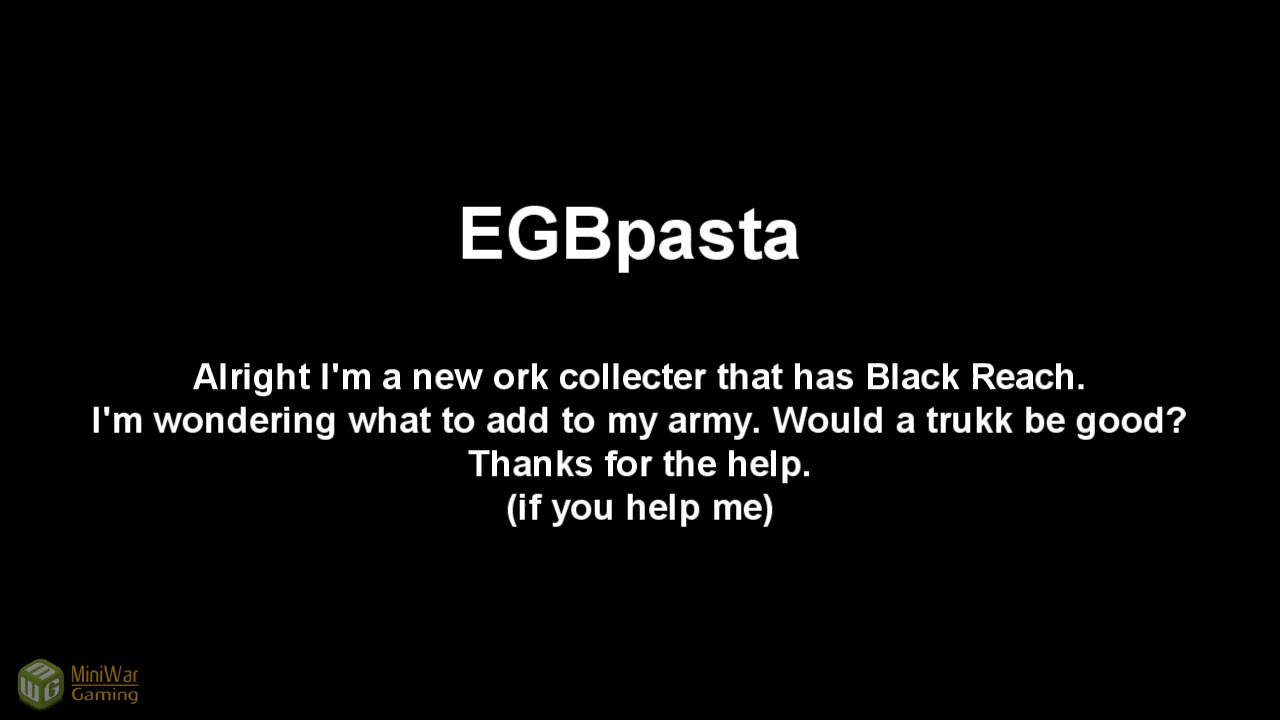 EGBpasta
Alright I'm a new ork collecter that has Black Reach.
I'm wondering what to add to my army. Would a trukk be good?
Thanks for the help.
(if you help me)
MWG
MiniWar
Gaming